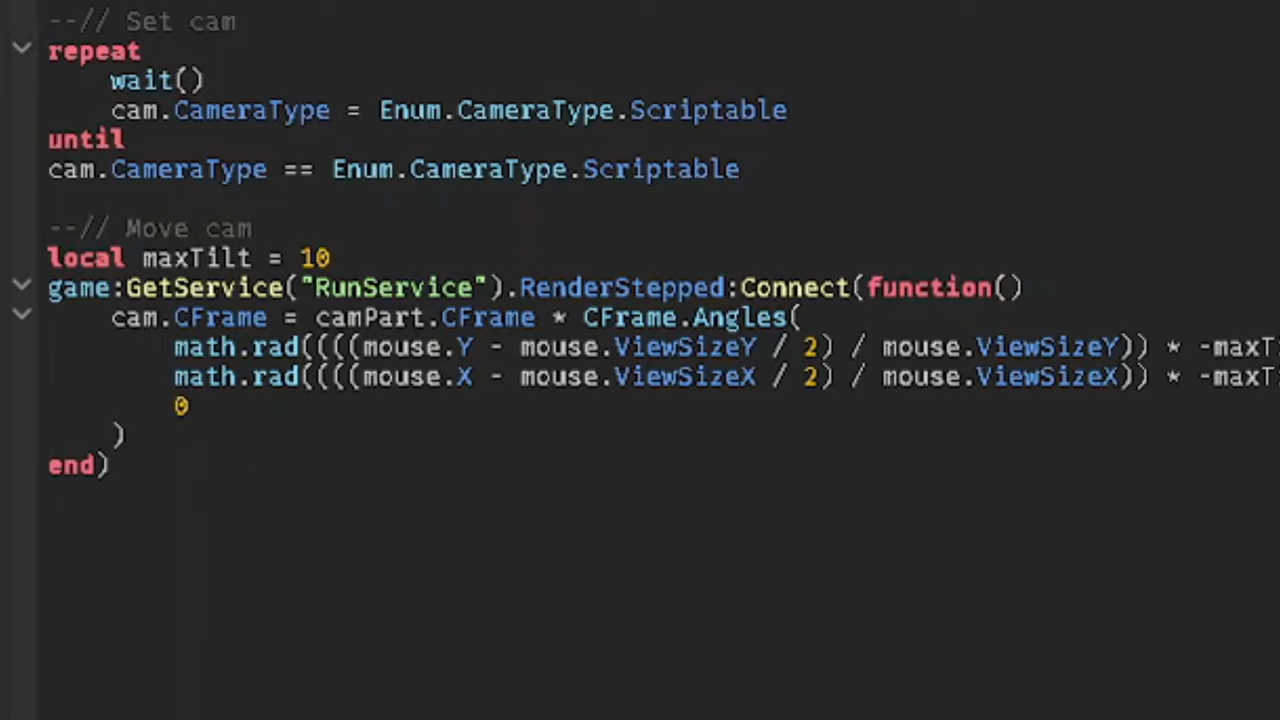 --// Set cam
repeat
    wait()
    cam.CameraType = Enum.CameraType.Scriptable
until
cam.CameraType == Enum.CameraType.Scriptable
--// Move cam
local maxTilt = 10
game:GetService("RunService").RenderStepped:Connect(function()
    cam.CFrame = camPart.CFrame * CFrame.Angles(
        math.rad((((mouse.Y - mouse.ViewSizeY / 2) / mouse.ViewSizeY)) * -maxT
        math.rad((((mouse.X - mouse.ViewSizeX / 2) / mouse.ViewSizeX)) * -maxT
        0
    )
end)